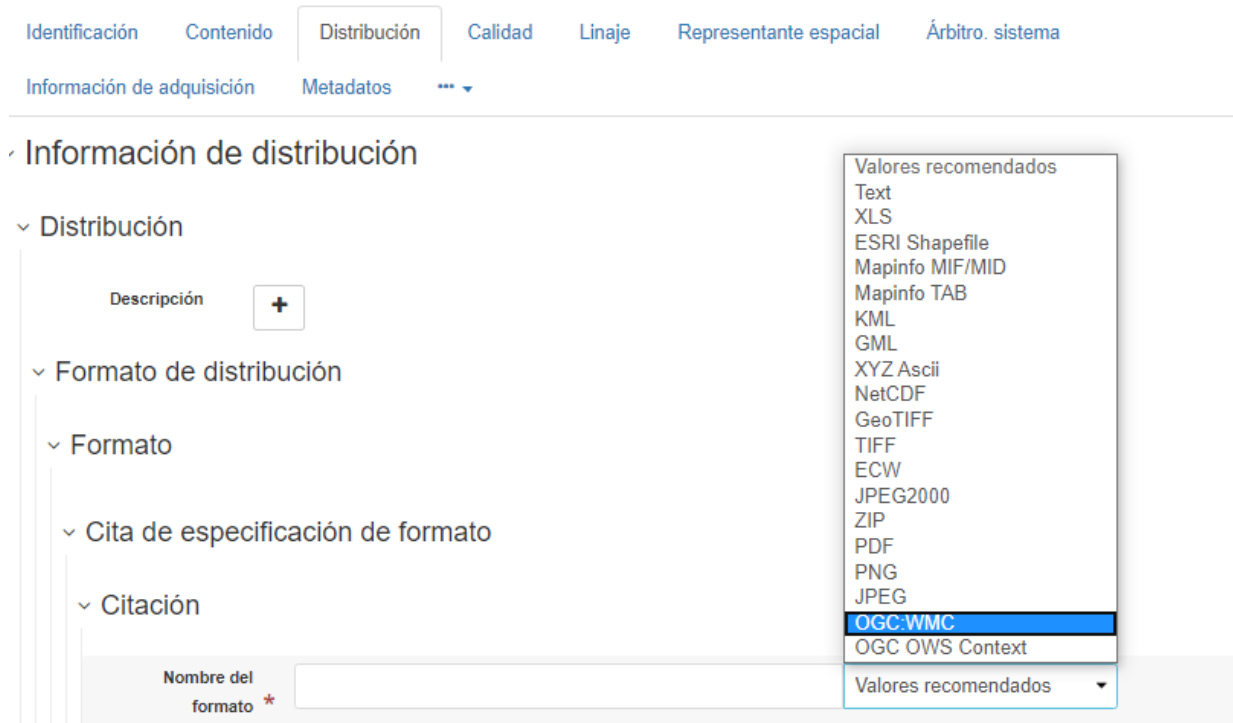 Identificación Contenido Distribución Calidad Linaje Representante espacial Árbitro. sistema
Información de adquisición Metadatos ···
Información de distribución
Distribución
Descripción +
Formato de distribución
Formato
Cita de especificación de formato
Citación
Nombre del
formato *
Valores recomendados
Text
XLS
ESRI Shapefile
Mapinfo MIF/MID
Mapinfo TAB
KML
GML
XYZ Ascii
NetCDF
GeoTIFF
TIFF
ECW
JPEG2000
ZIP
PDF
PNG
JPEG
OGC:WMC
OGC OWS Context
Valores recomendados